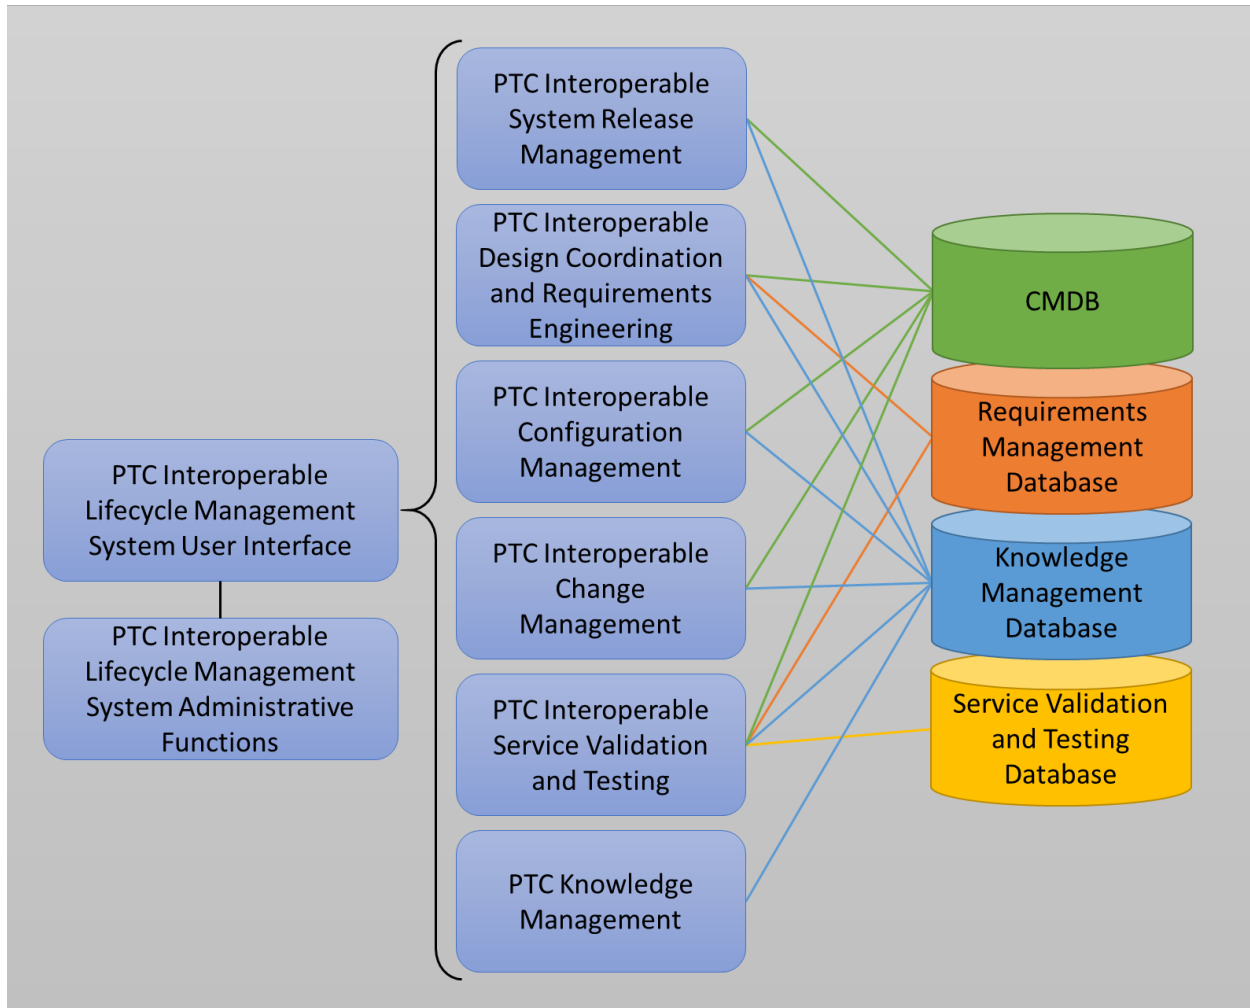 PTC Interoperable
Lifecycle Management
System User Interface
PTC Interoperable
Lifecycle Management
System Administrative
Functions
PTC Interoperable
System Release
Management
PTC Interoperable
Design Coordination
and Requirements
Engineering
PTC Interoperable
Configuration
Management
PTC Interoperable
Change
Management
PTC Interoperable
Service Validation
and Testing
PTC Knowledge
Management
CMDB
Requirements
Management
Database
Knowledge
Management
Database
Service Validation
and Testing
Database